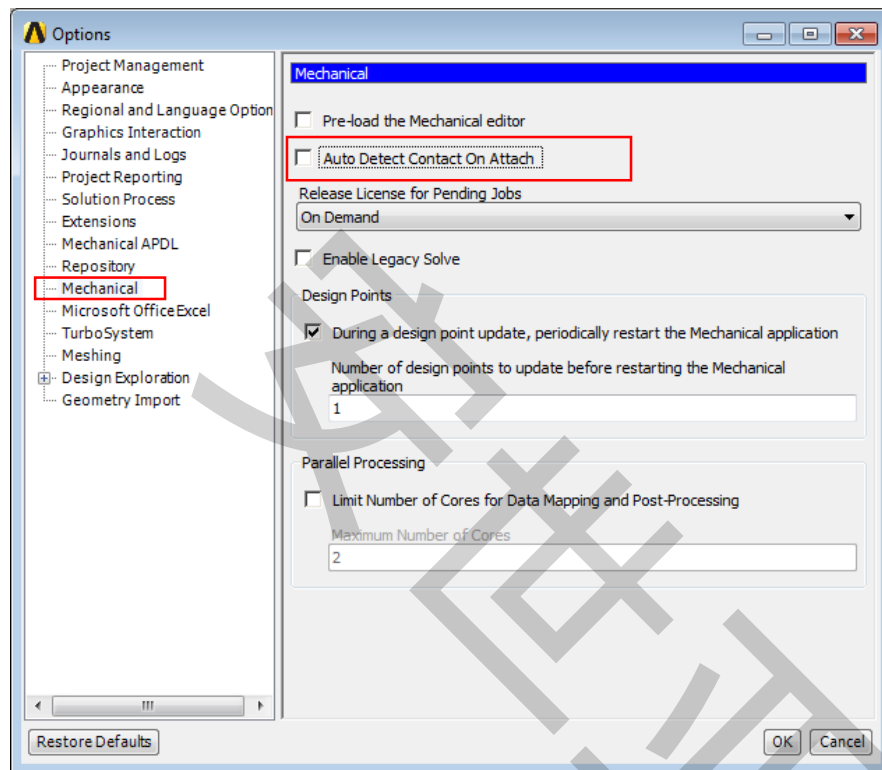 Options
Project Management
Appearance
Regional and Language Option
Graphics Interaction
Journals and Logs
Project Reporting
Solution Process
Extensions
Mechanical APDL
Repository
Mechanical
Microsoft Office Excel
TurboSystem
Meshing
Design Exploration
Geometry Import
Restore Defaults
Mechanical
Pre-load the Mechanical editor
Auto Detect Contact On Attach
Release License for Pending Jobs
On Demand
Enable Legacy Solve
Design Points
During a design point update, periodically restart the Mechanical application
Number of design points to update before restarting the Mechanical
application
1
Parallel Processing
Limit Number of Cores for Data Mapping and Post-Processing
Maximum Number of Cores
2
OK
Cancel
安世